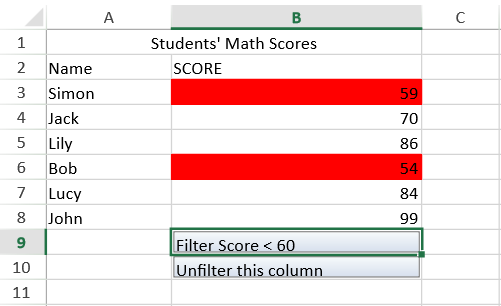 A B C
1 Students' Math Scores
2 Name SCORE
3 Simon 59
4 Jack 70
5 Lily 86
6 Bob 54
7 Lucy 84
8 John 99
9 Filter Score < 60
10 Unfilter this column
11